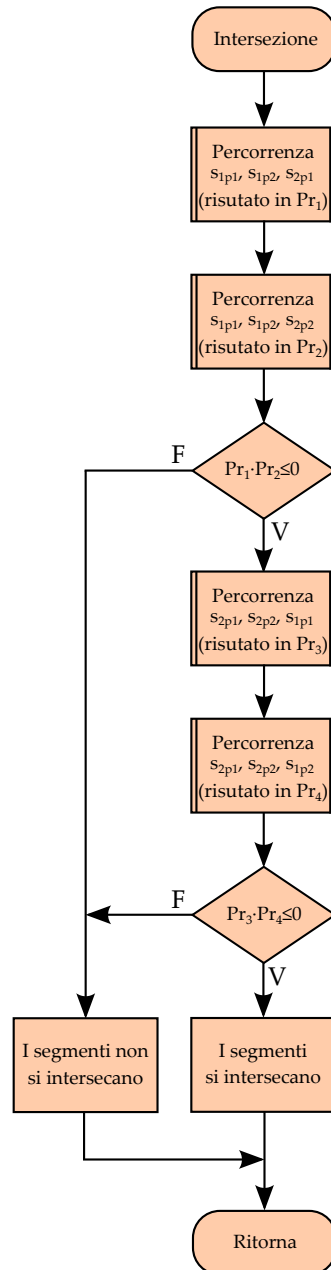 Intersezione
Percorrenza
s₁ₚ₁, s₁ₚ₂, s₂ₚ₁
(risutato in Pr₁)
Percorrenza
s₁ₚ₁, s₁ₚ₂, s₂ₚ₂
(risutato in Pr₂)
F
Pr₁·Pr₂≤0
V
Percorrenza
s₂ₚ₁, s₂ₚ₂, s₁ₚ₁
(risutato in Pr₃)
Percorrenza
s₂ₚ₁, s₂ₚ₂, s₁ₚ₂
(risutato in Pr₄)
F
Pr₃·Pr₄≤0
V
I segmenti non
si intersecano
I segmenti
si intersecano
Ritorna